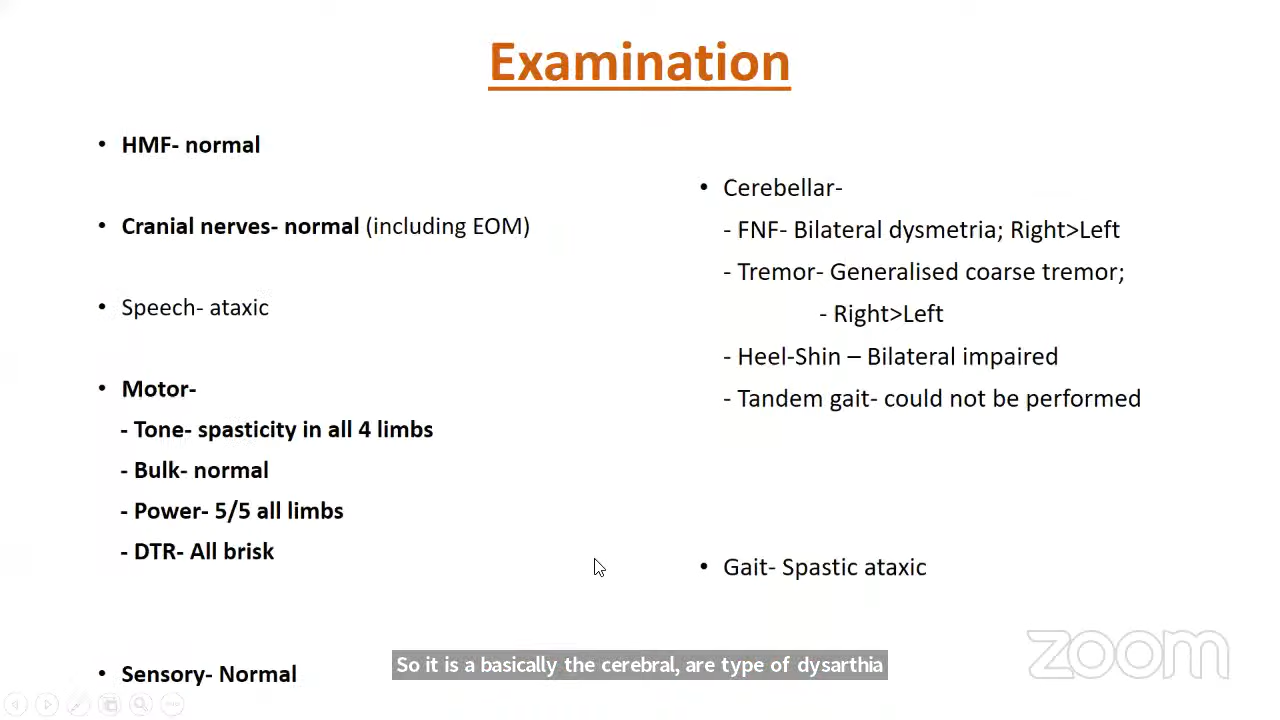 Examination
• HMF- normal
• Cranial nerves- normal (including EOM)
• Speech- ataxic
• Motor-
- Tone- spasticity in all 4 limbs
- Bulk- normal
- Power- 5/5 all limbs
- DTR- All brisk
• Sensory- Normal
• Cerebellar-
- FNF- Bilateral dysmetria; Right>Left
- Tremor- Generalised coarse tremor;
- Right>Left
- Heel-Shin – Bilateral impaired
- Tandem gait- could not be performed
• Gait- Spastic ataxic
So it is a basically the cerebral, are type of dysarthia
zoom